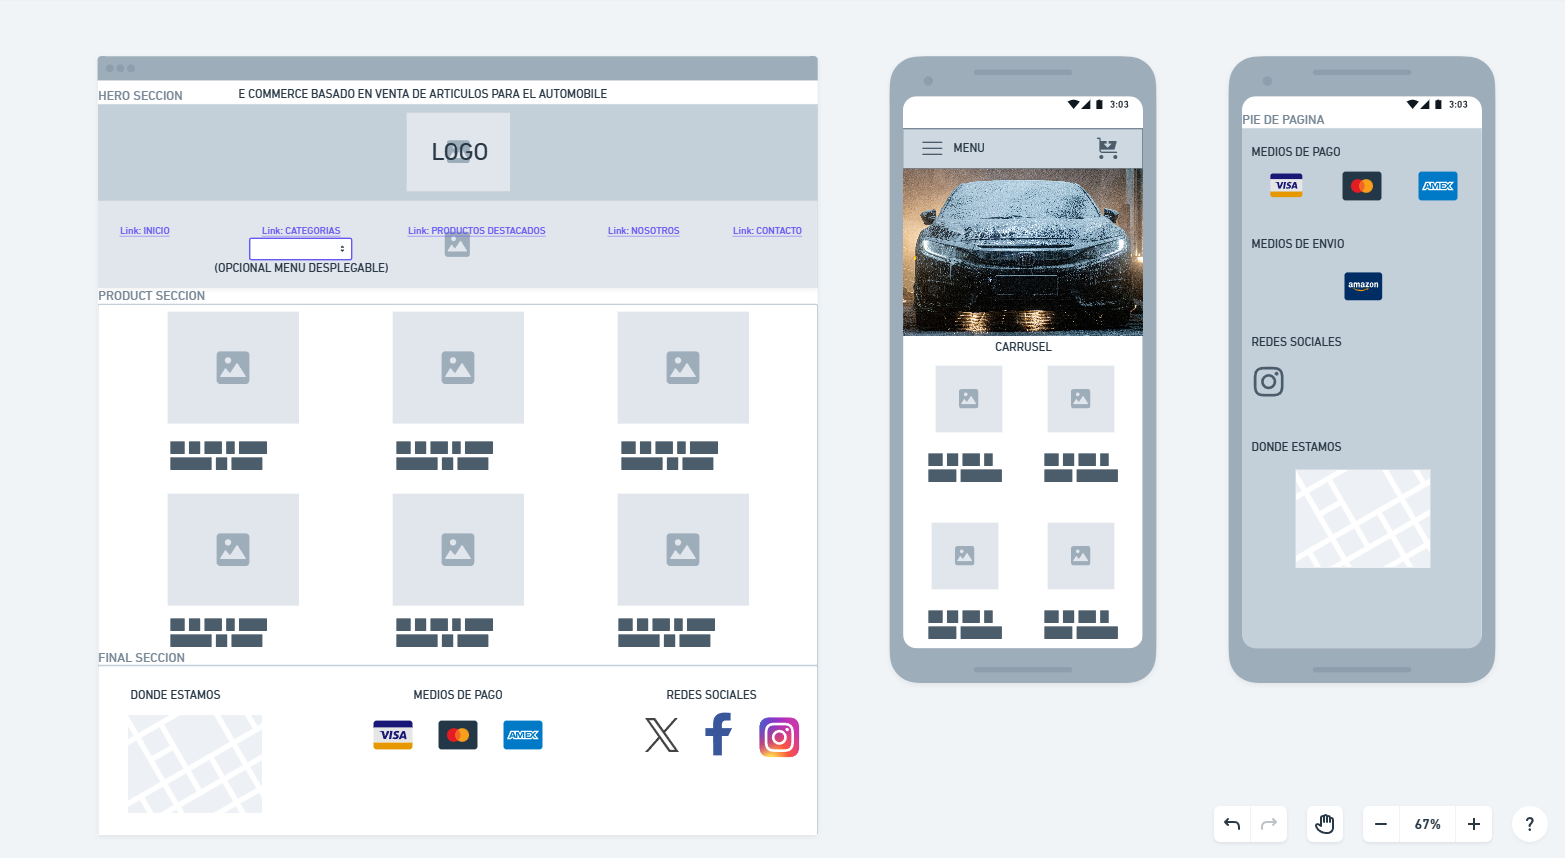 HERO SECCION
E COMMERCE BASADO EN VENTA DE ARTICULOS PARA EL AUTOMOBILE
LOGO
Link: INICIO
Link: CATEGORIAS
Link: PRODUCTOS DESTACADOS
Link: NOSOTROS
Link: CONTACTO
(OPCIONAL MENU DESPLEGABLE)
PRODUCT SECCION
FINAL SECCION
DONDE ESTAMOS
MEDIOS DE PAGO
REDES SOCIALES
VISA
AMEX
3:03
MENU
CARRUSEL
3:03
PIE DE PAGINA
MEDIOS DE PAGO
VISA
AMEX
MEDIOS DE ENVIO
amazon
REDES SOCIALES
DONDE ESTAMOS
67%
?